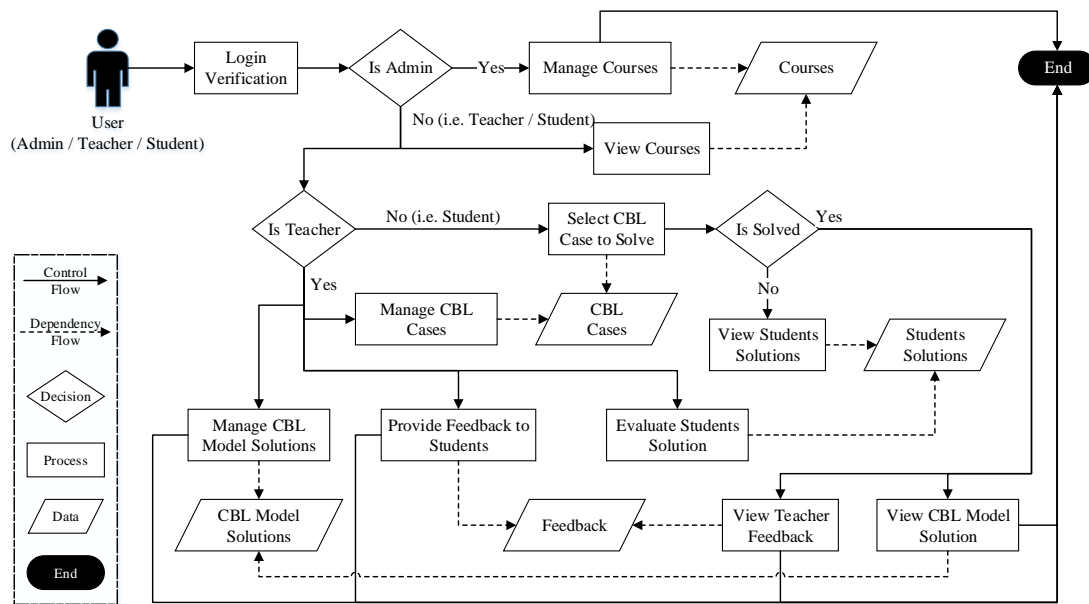 Login
Verification
Is Admin
Yes
Manage Courses
Courses
End
User
(Admin / Teacher / Student)
No (i.e. Teacher / Student)
View Courses
Is Teacher
No (i.e. Student)
Select CBL
Case to Solve
Is Solved
Yes
Control
Flow
Dependency
Flow
Decision
Process
Data
End
Yes
No
Manage CBL
Cases
CBL
Cases
View Students
Solutions
Students
Solutions
Manage CBL
Model Solutions
Provide Feedback to
Students
Evaluate Students
Solution
CBL Model
Solutions
Feedback
View Teacher
Feedback
View CBL Model
Solution